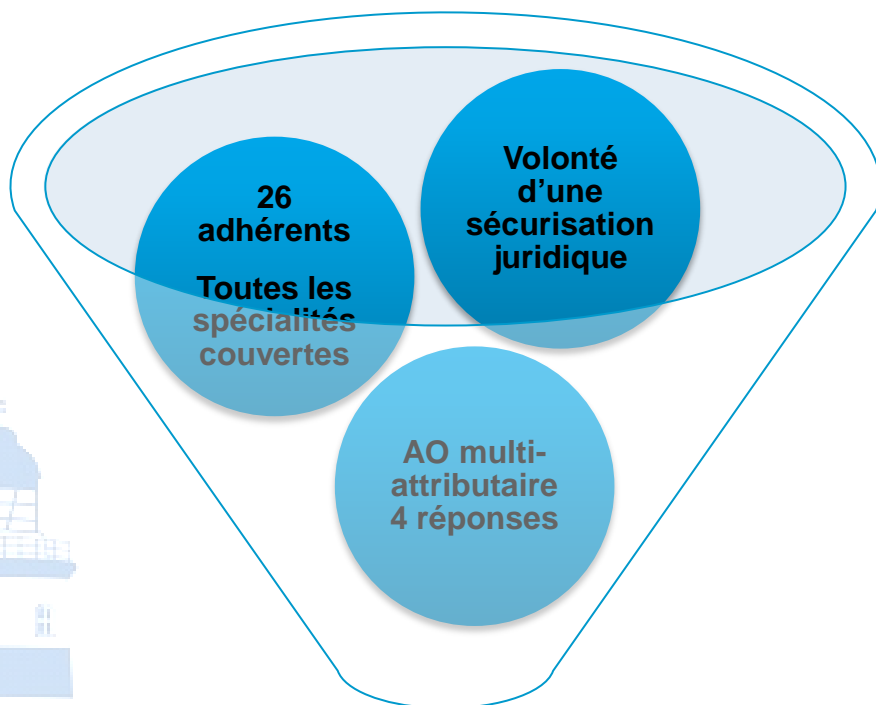 26
adhérents
Toutes les
spécialités
couvertes
Volonté
d’une
sécurisation
juridique
AO multi-
attributaire
4 réponses